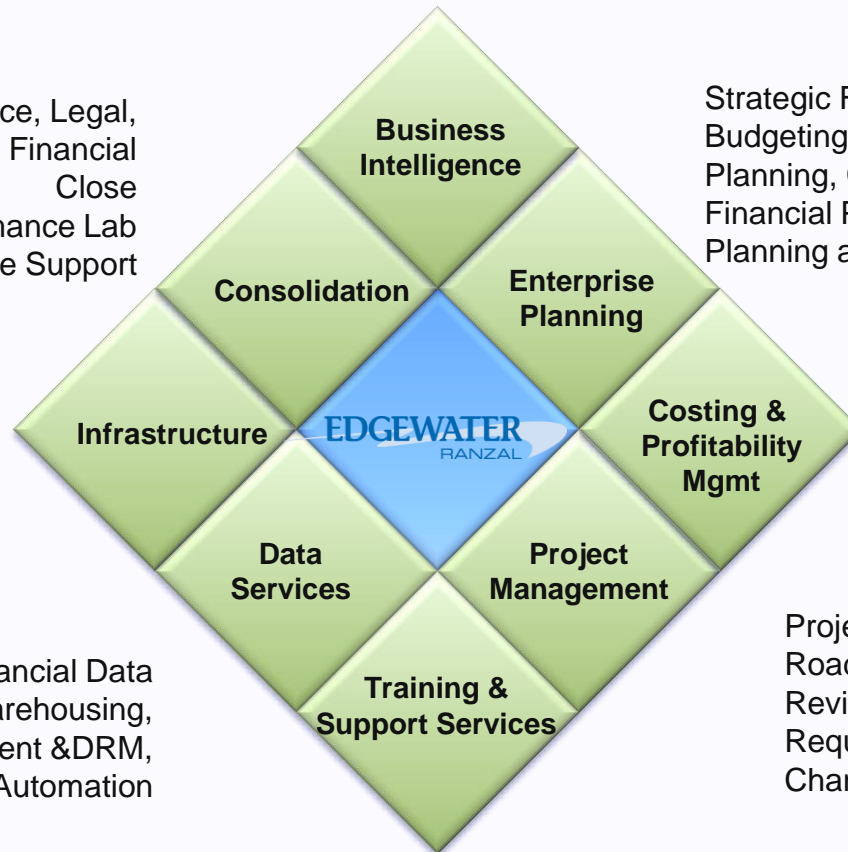 Business
Intelligence
ce, Legal,
Financial
Close
nance Lab
e Support
Strategic
Budgeting
Planning,
Financial
Planning
Consolidation
Enterprise
Planning
Infrastructure
EDGEWATER
RANZAL
Costing &
Profitability
Mgmt
Data
Services
Project
Management
Training &
Support Services
ancial Data
arehousing,
ent &DRM,
Automation
Proje
Road
Revi
Requ
Char